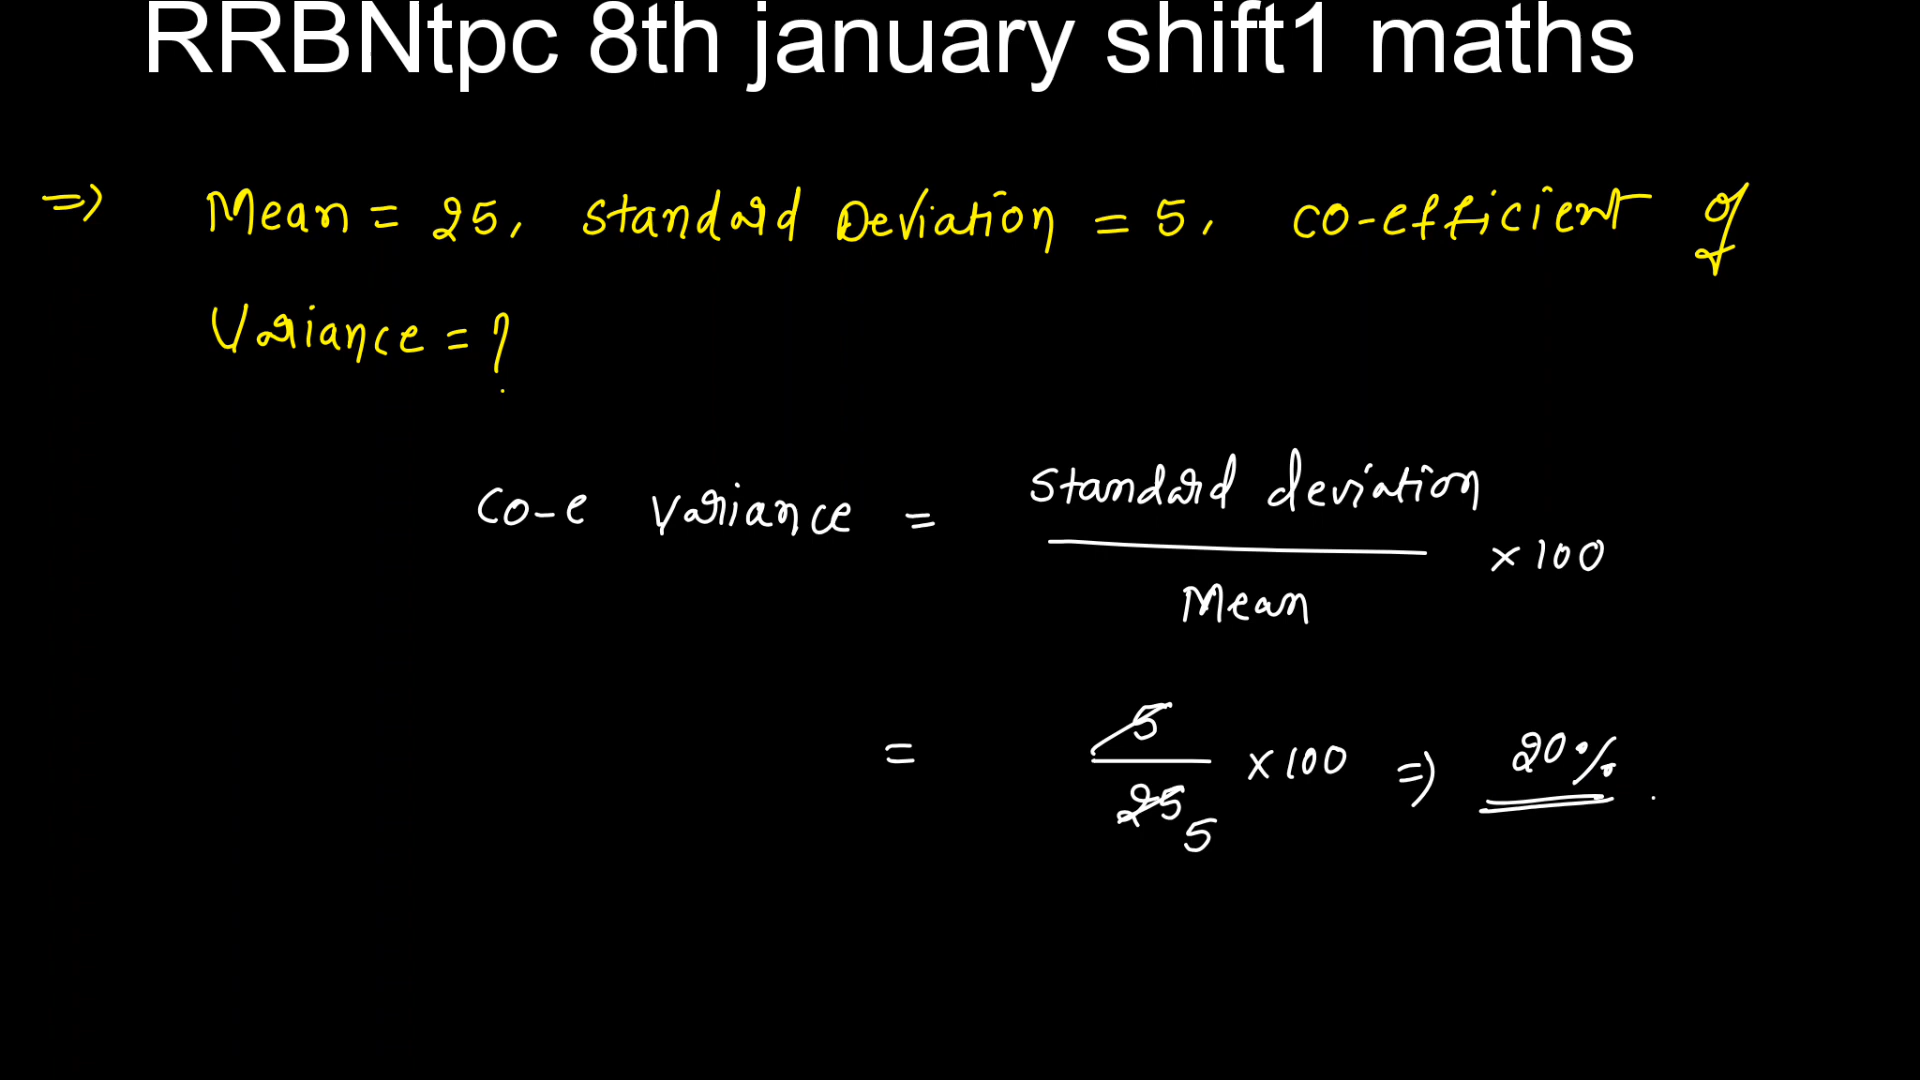 RRBNtpc 8th january shift1 maths
=> Mean = 25, Standard Deviation = 5, co-efficient of
Variance = ?
co-e variance = Standard deviation / Mean × 100
= 5 / 25 5 × 100 => 20%.